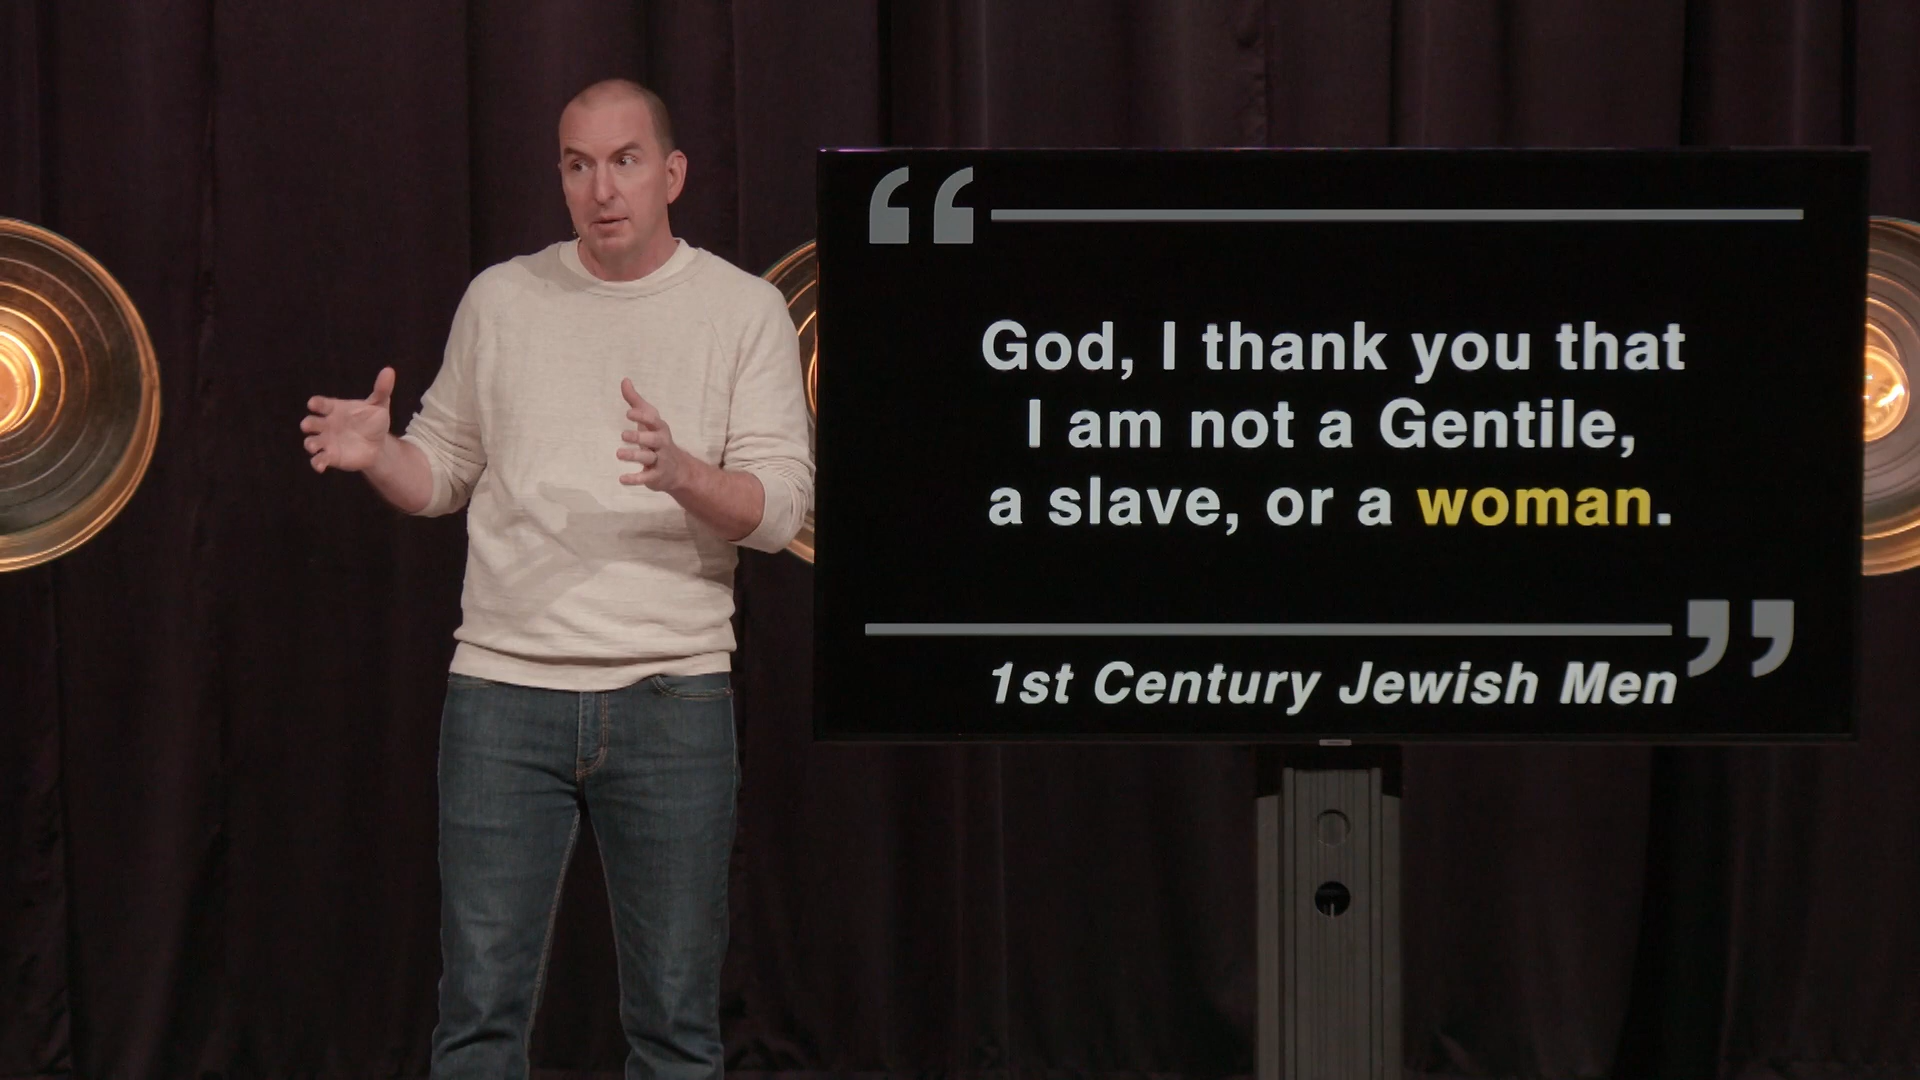 God, I thank you that
I am not a Gentile,
a slave, or a woman.
1st Century Jewish Men